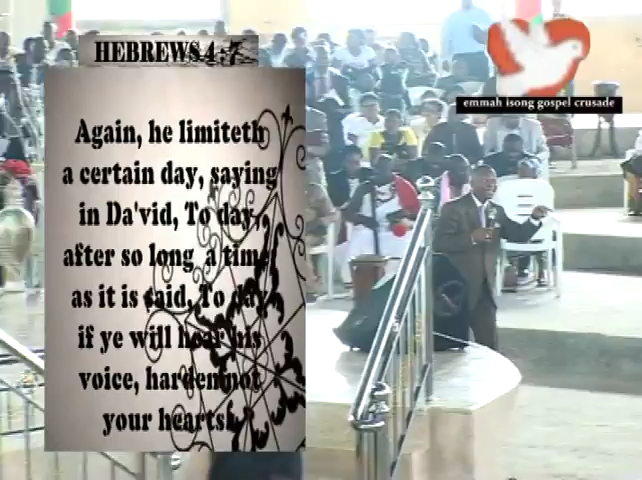 HEBREWS 4:7
emmah isong gospel crusade
Again, he limiteth
a certain day, saying
in Da'vid, To day,
after so long a time
as it is said, To day
if ye will hear his
voice, harden not
your hearts.